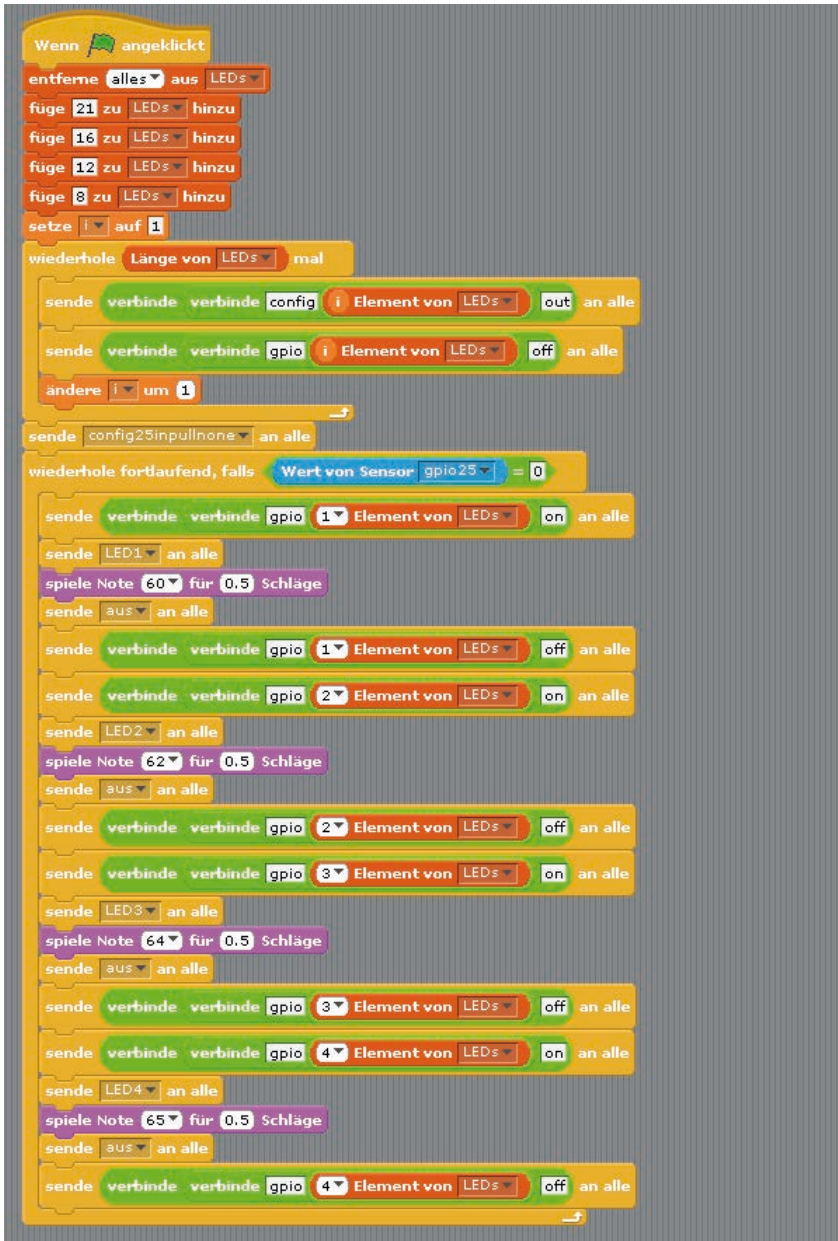 Wenn angeklickt
entferne alles aus LEDs
füge 21 zu LEDs hinzu
füge 16 zu LEDs hinzu
füge 12 zu LEDs hinzu
füge 8 zu LEDs hinzu
setze i auf 1
wiederhole Länge von LEDs mal
sende verbinde verbinde config i Element von LEDs out an alle
sende verbinde verbinde gpio i Element von LEDs off an alle
ändere i um 1
sende config25inpullnone an alle
wiederhole fortlaufend, falls Wert von Sensor gpio25 = 0
sende verbinde verbinde gpio 1 Element von LEDs on an alle
sende LED1 an alle
spiele Note 60 für 0.5 Schläge
sende aus an alle
sende verbinde verbinde gpio 1 Element von LEDs off an alle
sende verbinde verbinde gpio 2 Element von LEDs on an alle
sende LED2 an alle
spiele Note 62 für 0.5 Schläge
sende aus an alle
sende verbinde verbinde gpio 2 Element von LEDs off an alle
sende verbinde verbinde gpio 3 Element von LEDs on an alle
sende LED3 an alle
spiele Note 64 für 0.5 Schläge
sende aus an alle
sende verbinde verbinde gpio 3 Element von LEDs off an alle
sende verbinde verbinde gpio 4 Element von LEDs on an alle
sende LED4 an alle
spiele Note 65 für 0.5 Schläge
sende aus an alle
sende verbinde verbinde gpio 4 Element von LEDs off an alle